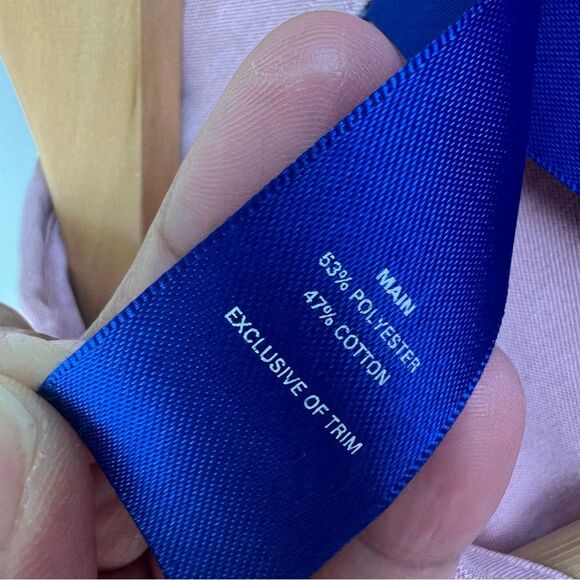 MAIN
53% POLYESTER
47% COTTON
EXCLUSIVE OF TRIM